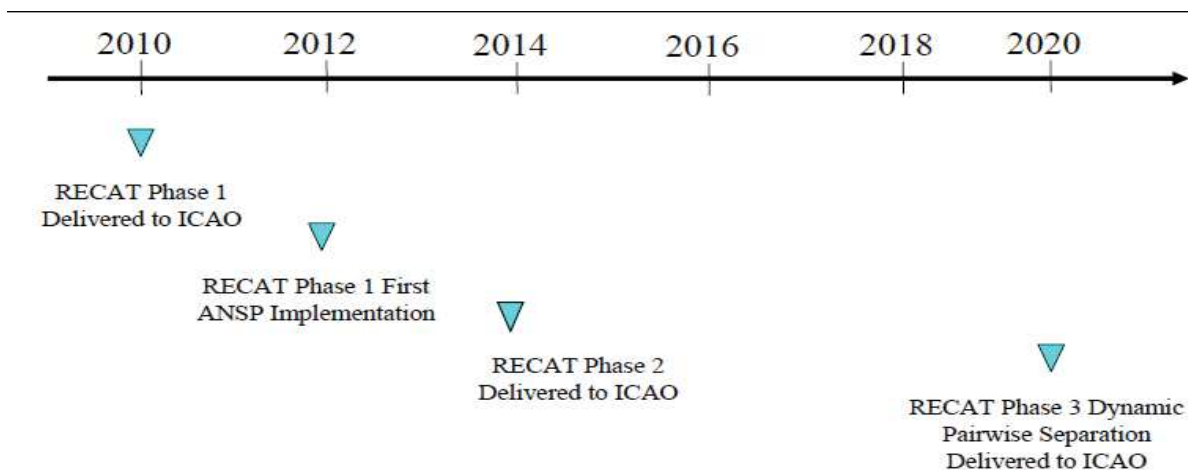 2010 2012 2014 2016 2018 2020
RECAT Phase 1
Delivered to ICAO
RECAT Phase 1 First
ANSP Implementation
RECAT Phase 2
Delivered to ICAO
RECAT Phase 3 Dynamic
Pairwise Separation
Delivered to ICAO